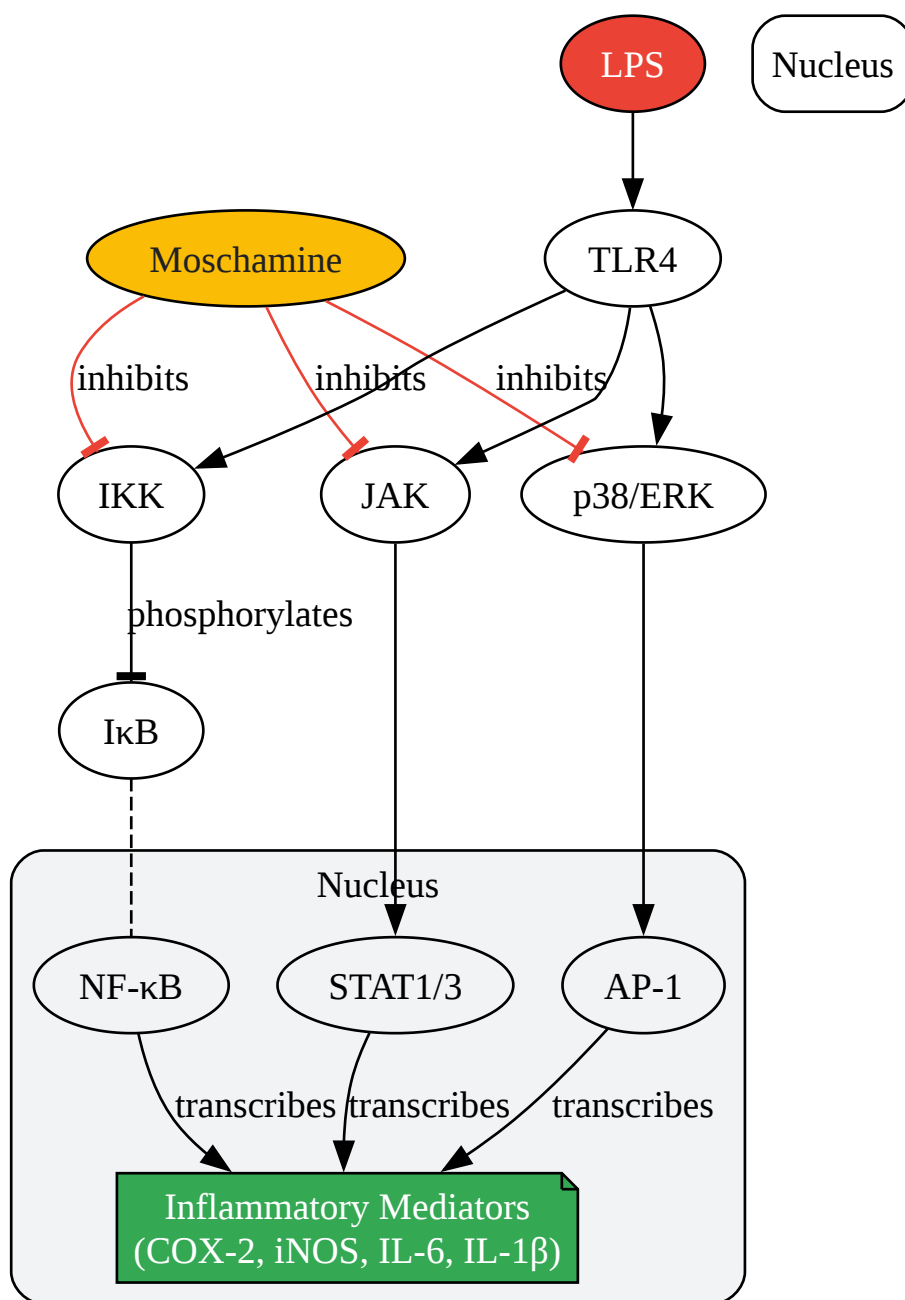 LPS
Nucleus
Moschamine
TLR4
inhibits
inhibits
inhibits
IKK
JAK
p38/ERK
phosphorylates
IκB
Nucleus
NF-κB
STAT1/3
AP-1
transcribes
transcribes
transcribes
Inflammatory Mediators
(COX-2, iNOS, IL-6, IL-1β)